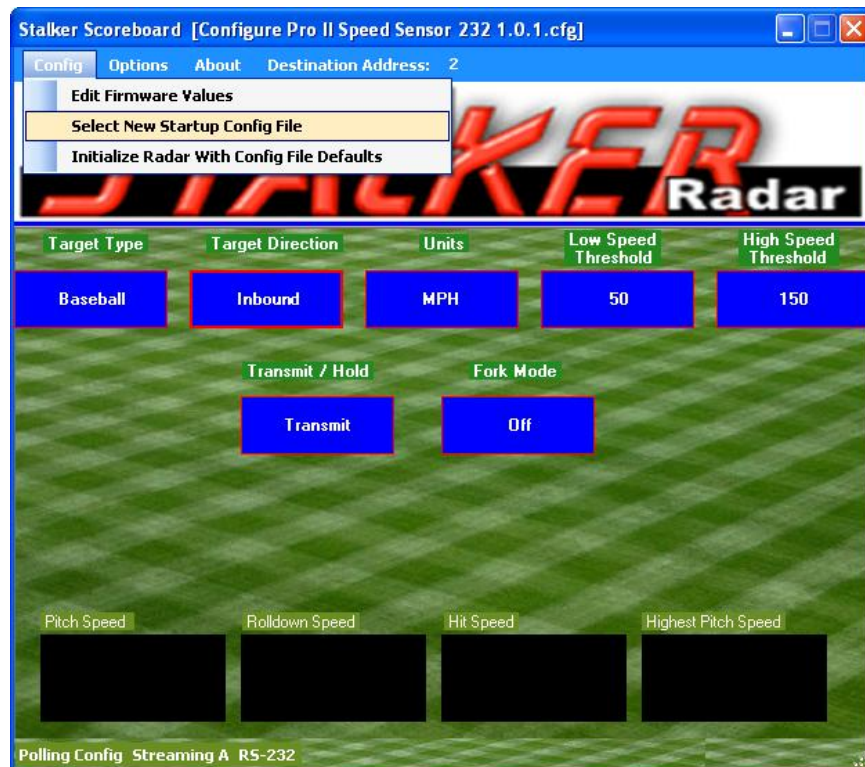 Stalker Scoreboard [Configure Pro II Speed Sensor 232 1.0.1.cfg]
Config Options About Destination Address: 2
Edit Firmware Values
Select New Startup Config File
Initialize Radar With Config File Defaults
STALKER
Radar
Target Type Target Direction Units Low Speed Threshold High Speed Threshold
Baseball Inbound MPH 50 150
Transmit / Hold Fork Mode
Transmit Off
Pitch Speed Rolldown Speed Hit Speed Highest Pitch Speed
Polling Config Streaming A RS-232